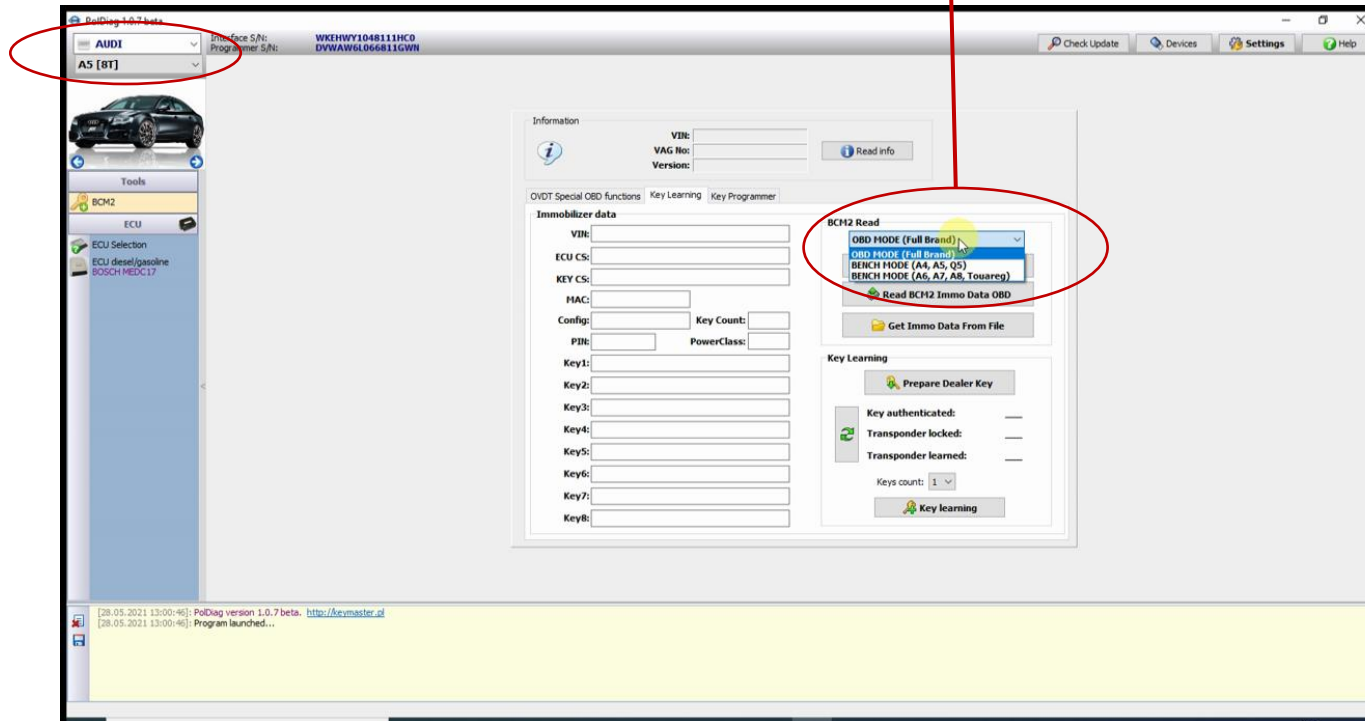 PolDiag 1.0.7 beta
AUDI
Interface S/N: WKEHWY1048111HC0
Programmer S/N: DVWAW6L066811GWN
Check Update
Devices
Settings
Help
A5 [8T]
Tools
BCM2
ECU
ECU Selection
ECU diesel/gasoline
BOSCH MEDC17
Information
VIN:
VAG No:
Version:
Read info
OVDT Special OBD functions
Key Learning
Key Programmer
Immobilizer data
VIN:
ECU CS:
KEY CS:
MAC:
Config:
Key Count:
PIN:
PowerClass:
Key1:
Key2:
Key3:
Key4:
Key5:
Key6:
Key7:
Key8:
BCM2 Read
OBD MODE (Full Brand)
OBD MODE (Full Brand)
BENCH MODE (A4, A5, Q5)
BENCH MODE (A6, A7, A8, Touareg)
Read BCM2 Immo Data OBD
Get Immo Data From File
Key Learning
Prepare Dealer Key
Key authenticated:
Transponder locked:
Transponder learned:
Keys count: 1
Key learning
[28.05.2021 13:00:46]: PolDiag version 1.0.7 beta. http://keymaster.pl
[28.05.2021 13:00:46]: Program launched...